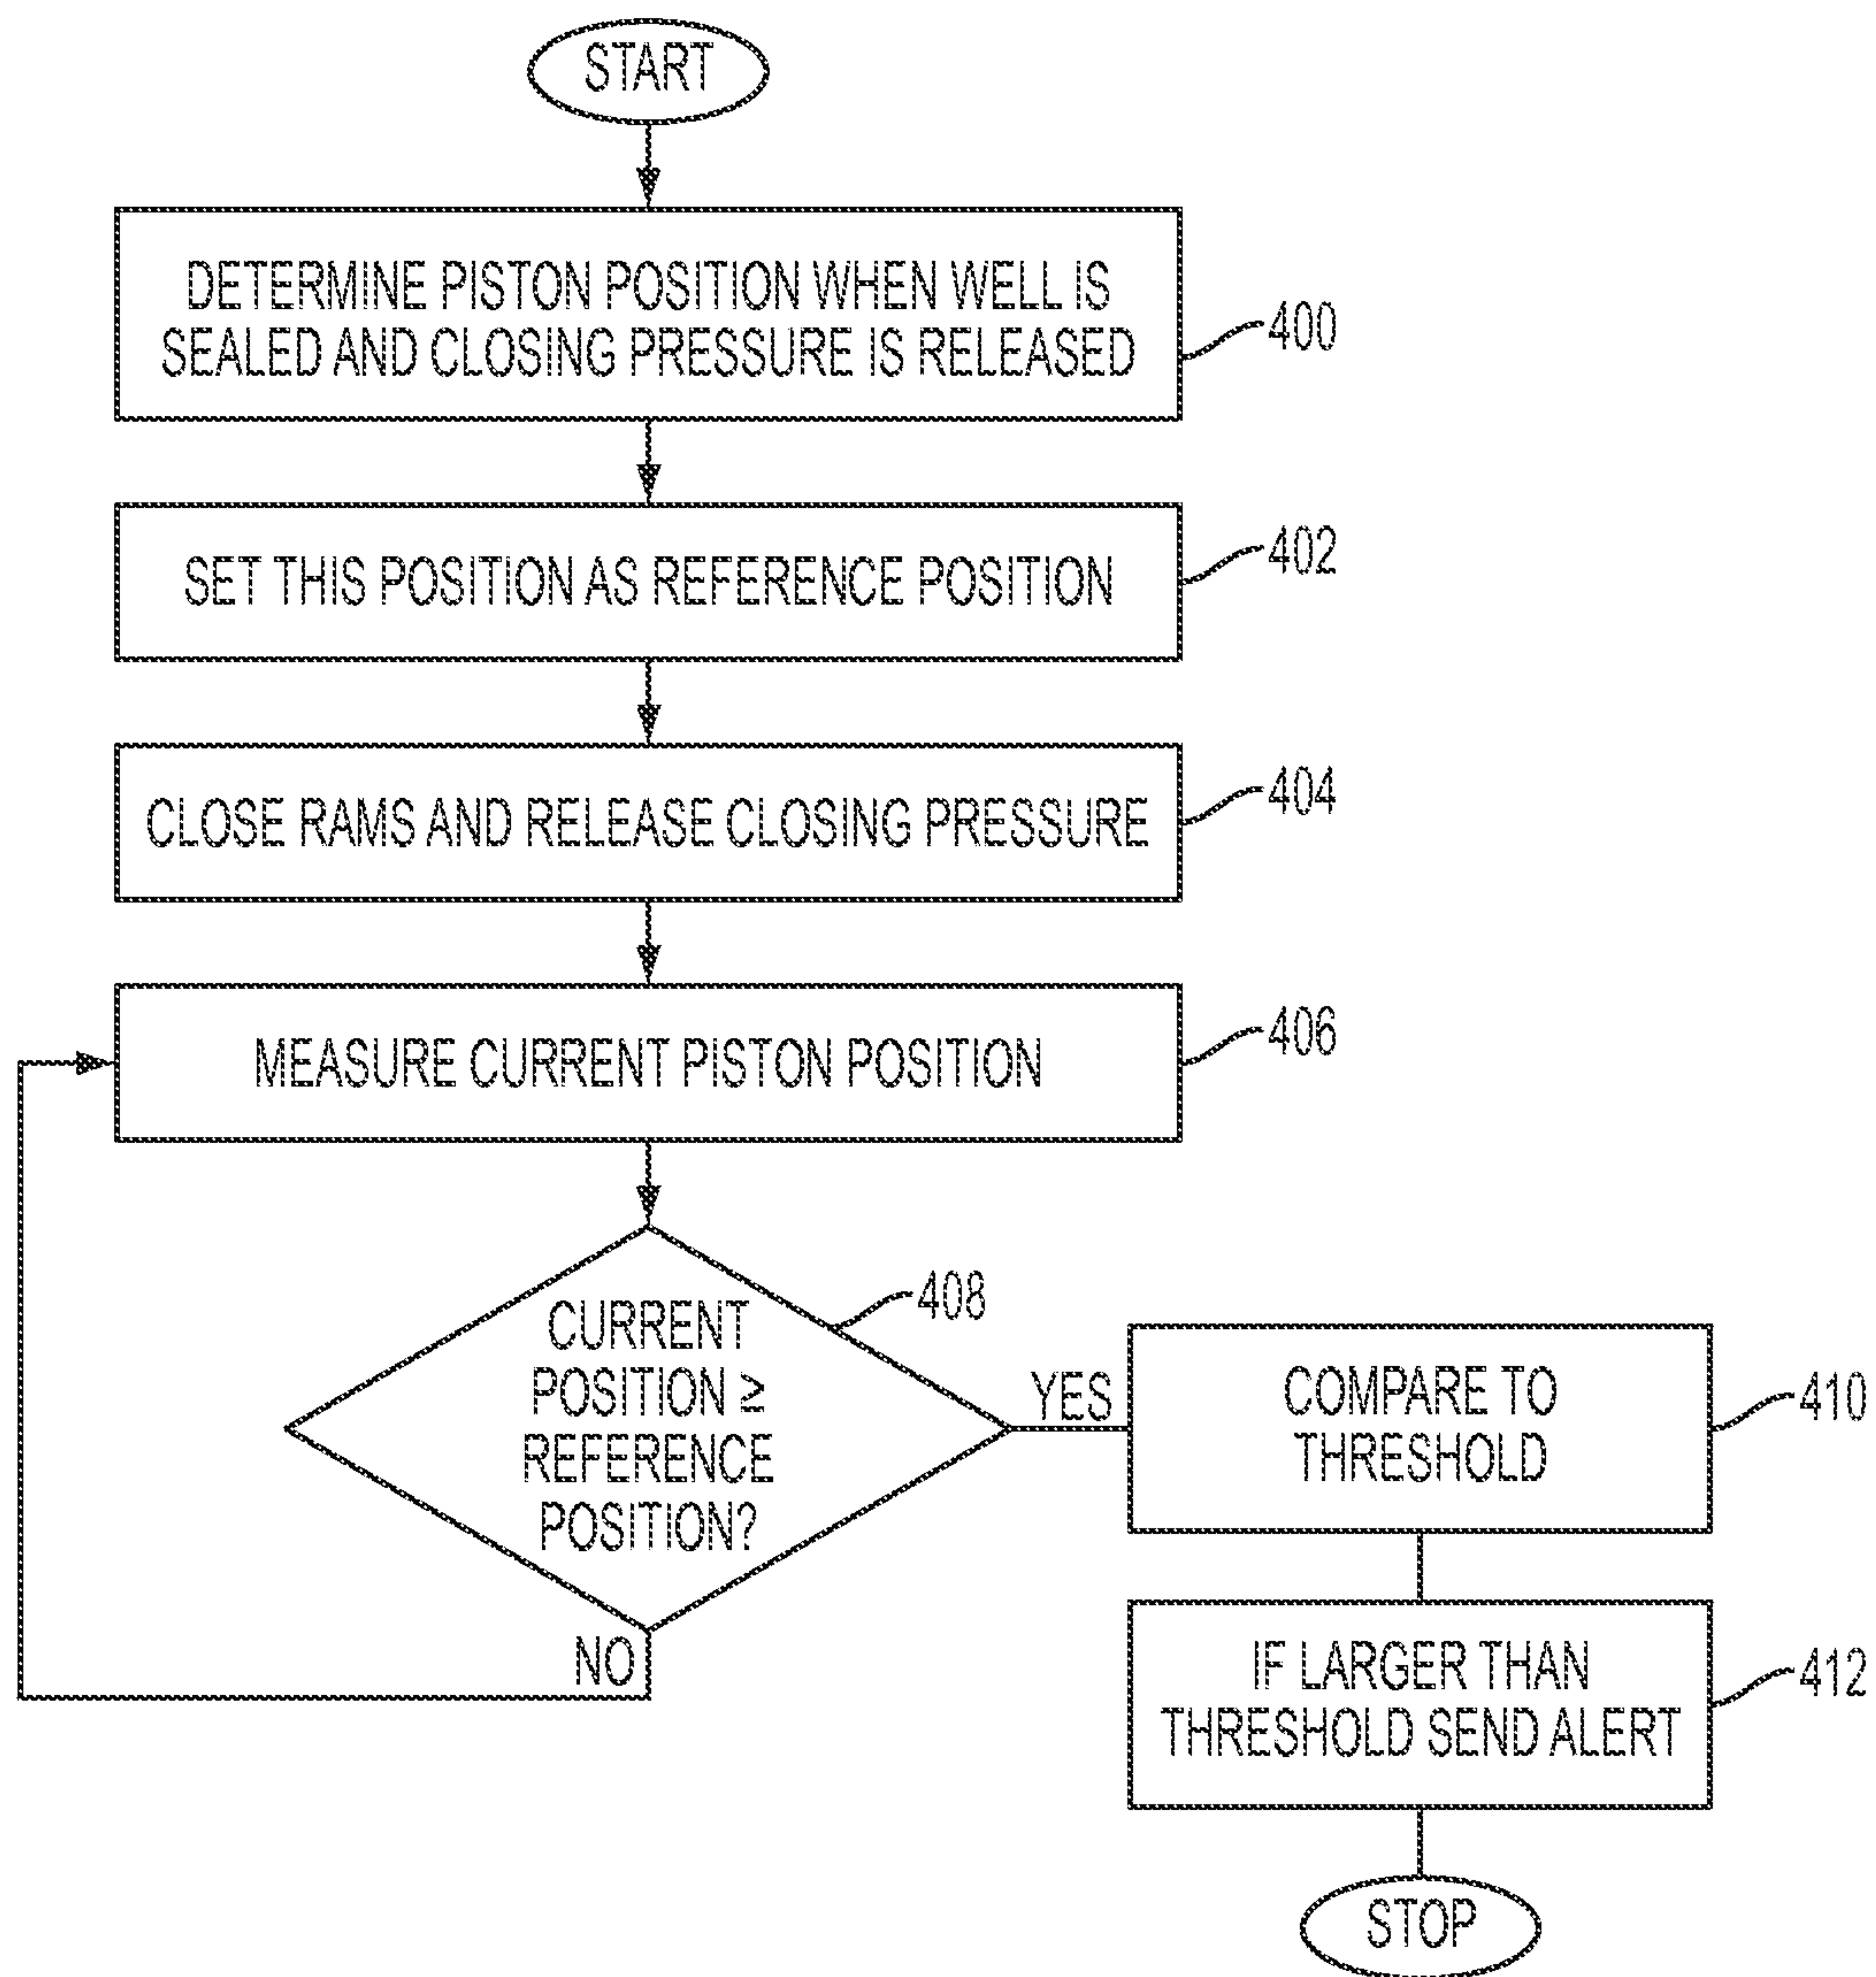 START
DETERMINE PISTON POSITION WHEN WELL IS
SEALED AND CLOSING PRESSURE IS RELEASED
400
SET THIS POSITION AS REFERENCE POSITION
402
CLOSE RAMS AND RELEASE CLOSING PRESSURE
404
MEASURE CURRENT PISTON POSITION
406
CURRENT
POSITION ≥
REFERENCE
POSITION?
408
YES
NO
COMPARE TO
THRESHOLD
410
IF LARGER THAN
THRESHOLD SEND ALERT
412
STOP